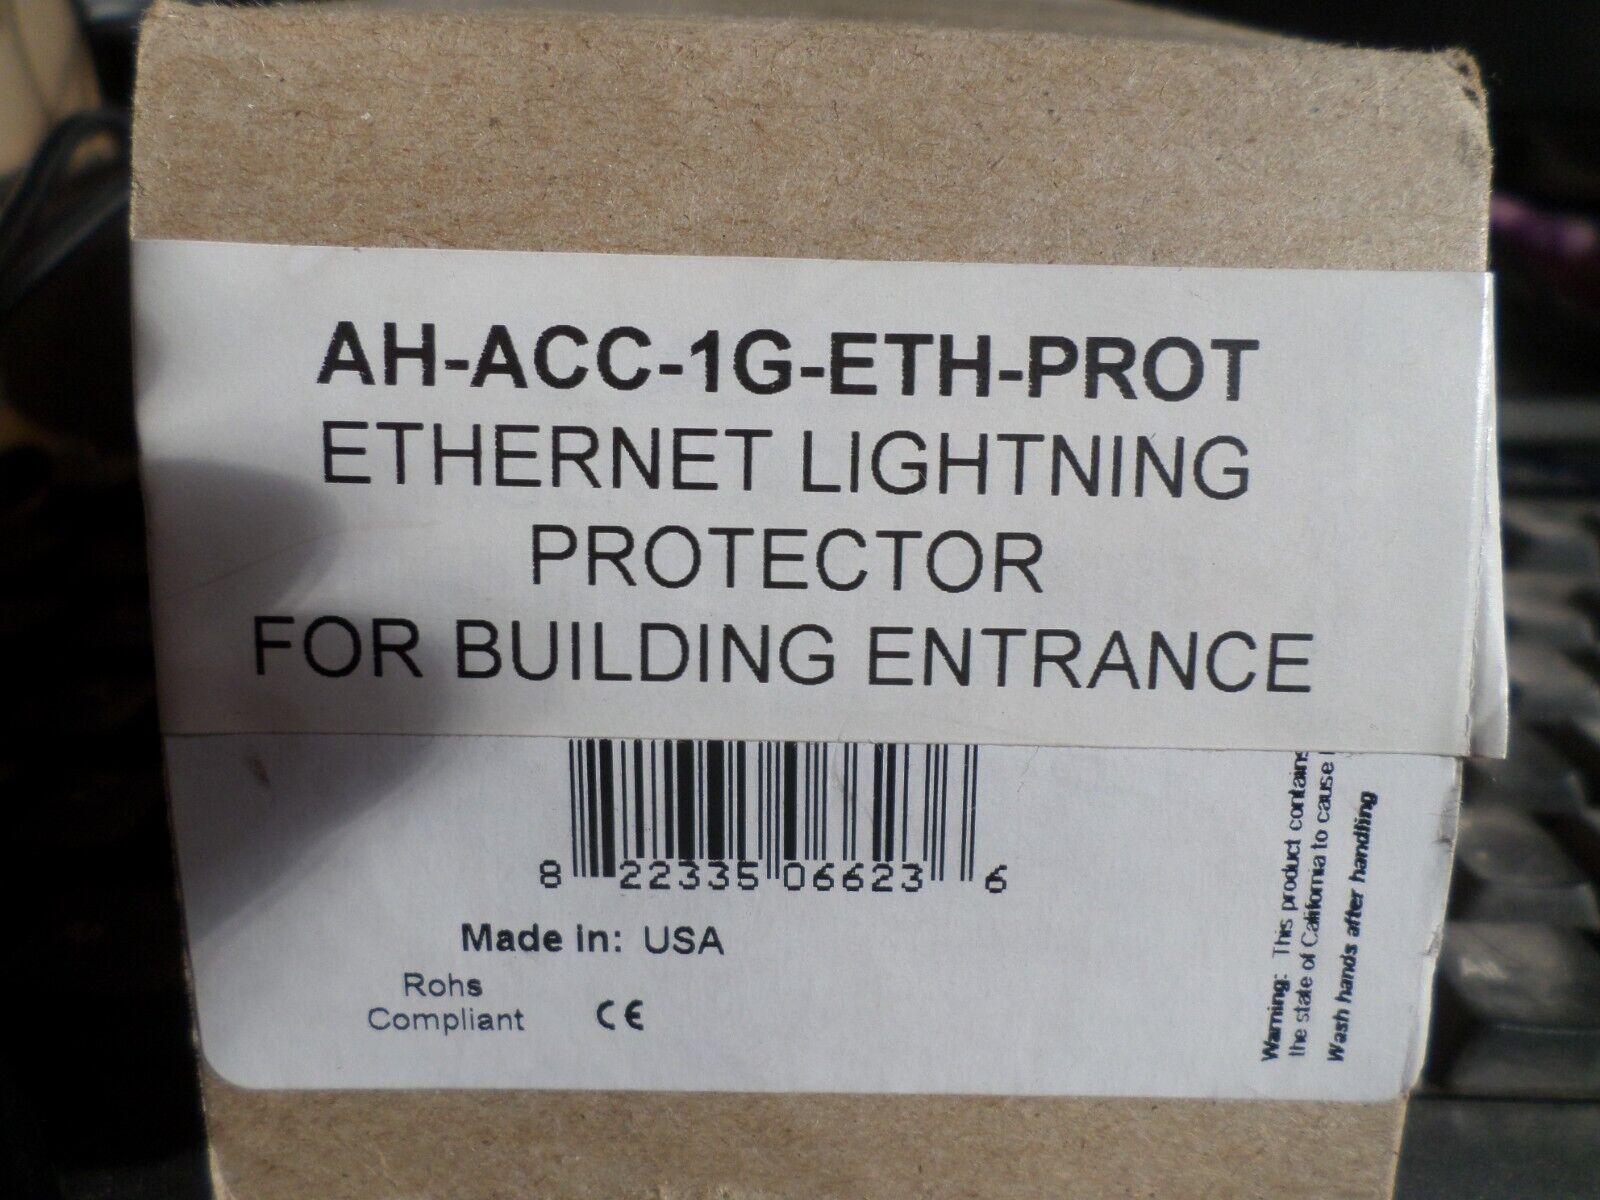 AH-ACC-1G-ETH-PROT
ETHERNET LIGHTNING
PROTECTOR
FOR BUILDING ENTRANCE
8 22335 06623 6
Made in: USA
Rohs
Compliant
CE
Warning: This product contains
the state of California to cause
Wash hands after handling